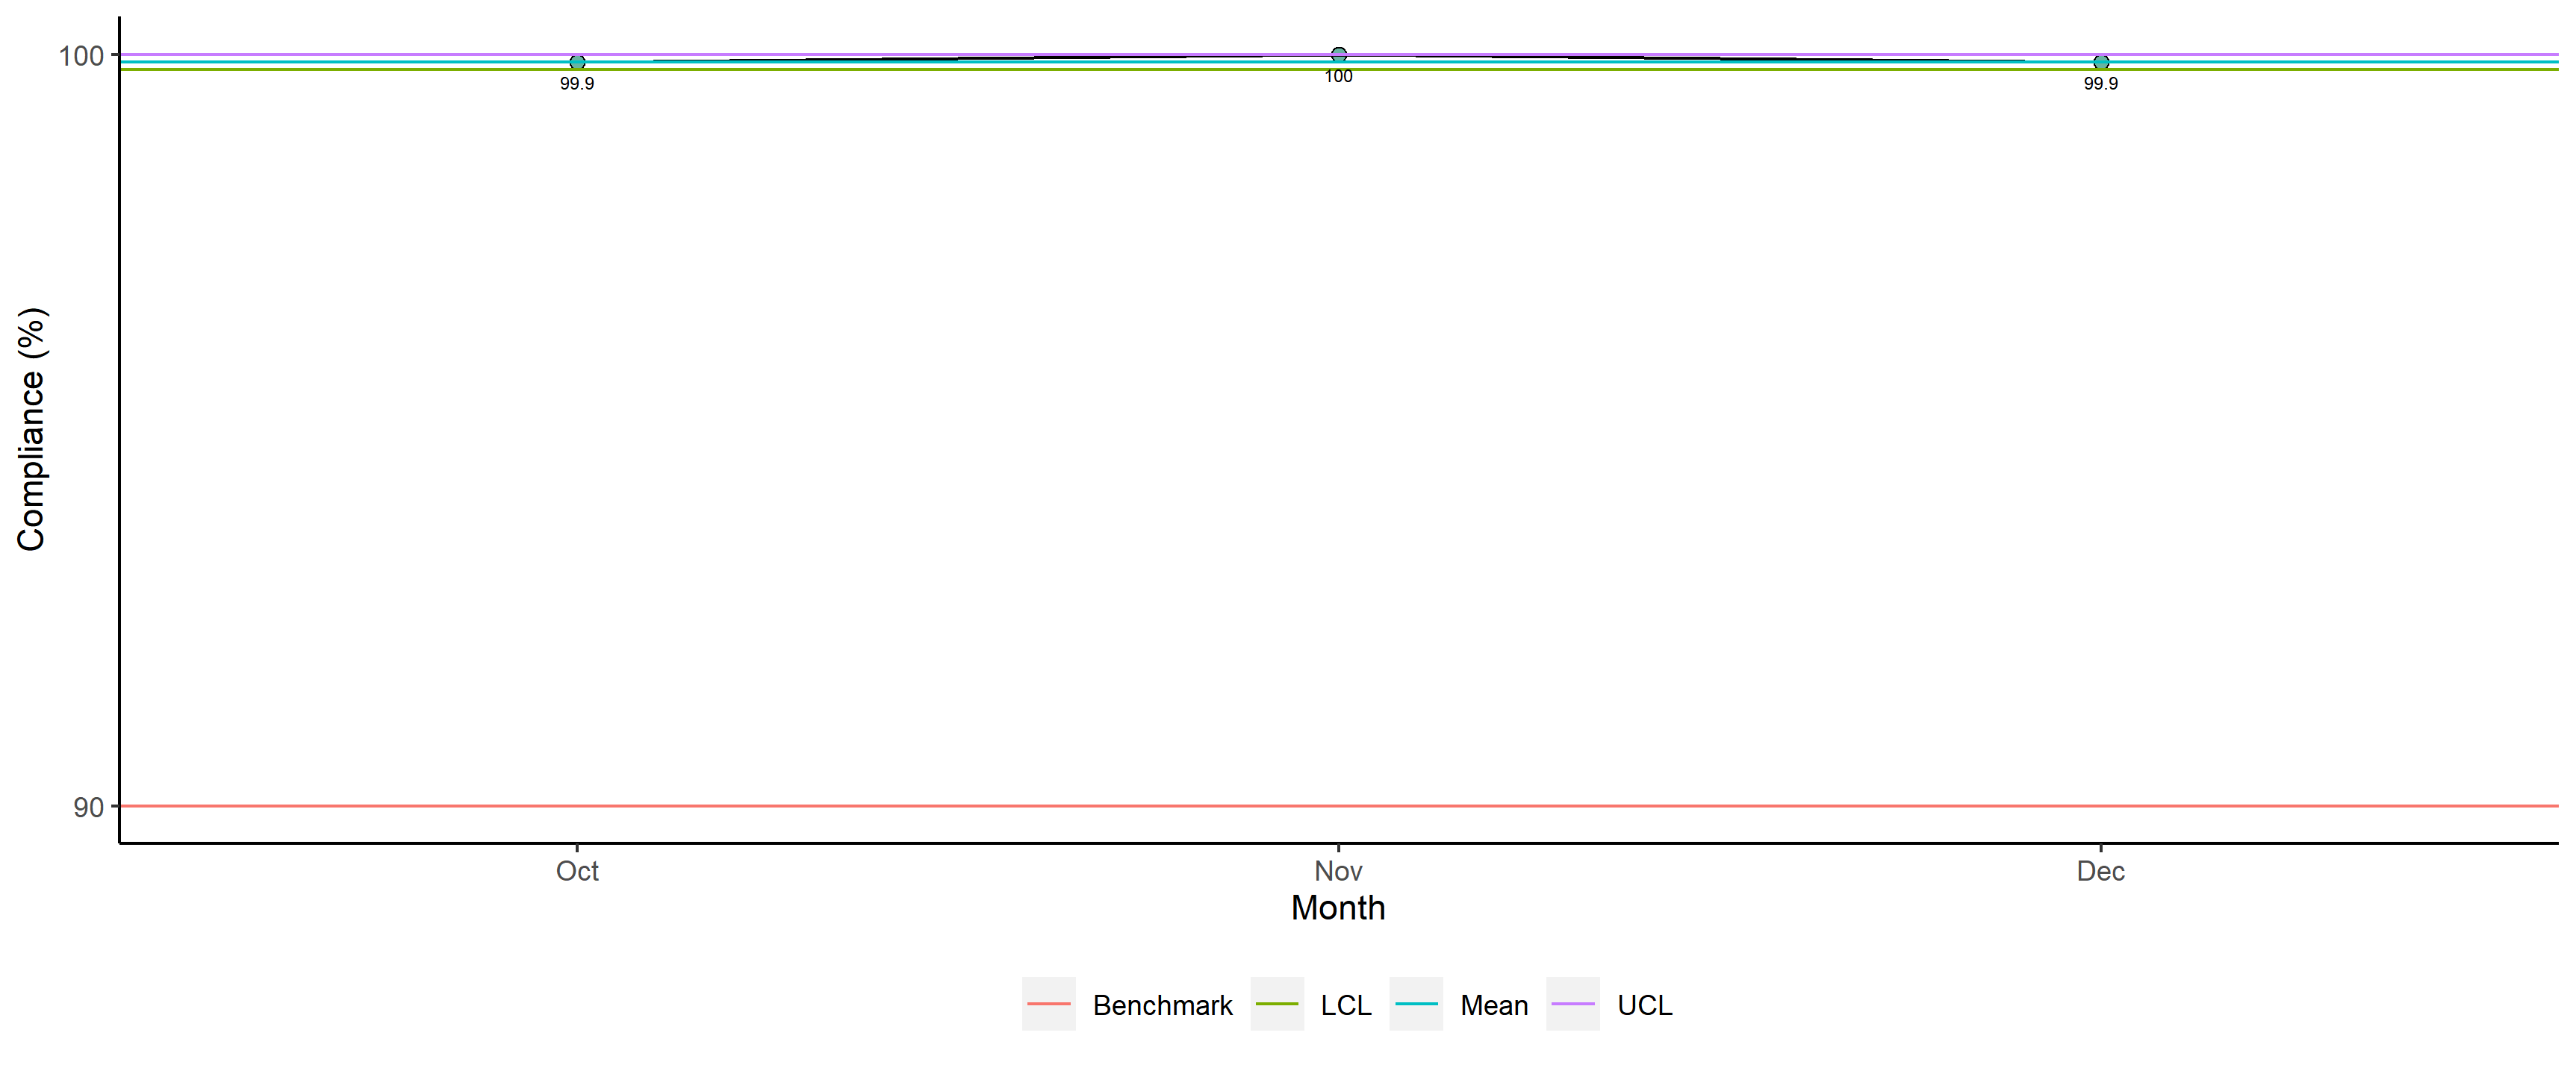 Compliance (%)
100
90
99.9
100
99.9
Oct
Nov
Dec
Month
Benchmark
LCL
Mean
UCL